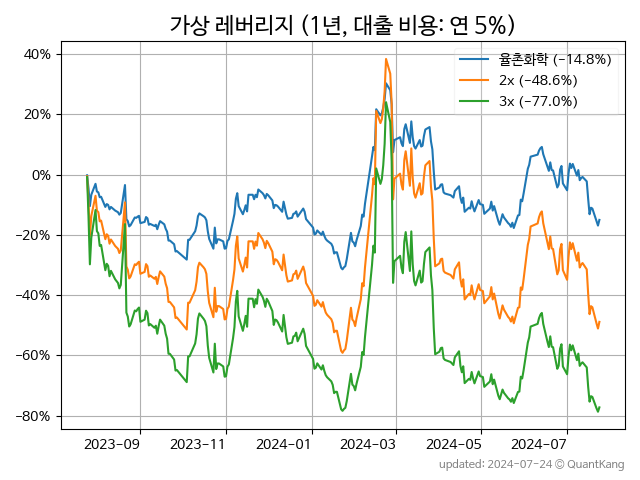 가상 레버리지 (1년, 대출 비용: 연 5%)
율촌화학 (-14.8%)
2x (-48.6%)
3x (-77.0%)
40%
20%
0%
-20%
-40%
-60%
-80%
2023-09 2023-11 2024-01 2024-03 2024-05 2024-07
updated: 2024-07-24 © QuantKang